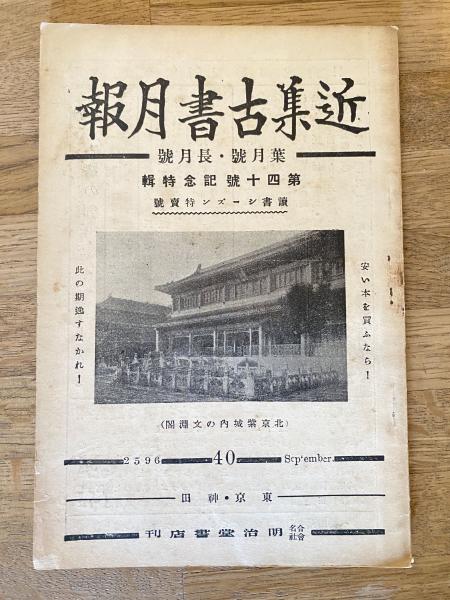 近集古書月報
葉月號・長月號
第四十號記念特輯
讀書シーズン特賣號
安い本を買ふなら！
此の期逸すなかれ！
(北京紫城内の文淵閣)
2596 40 September
東京・神田
合名會社 明治堂書店刊